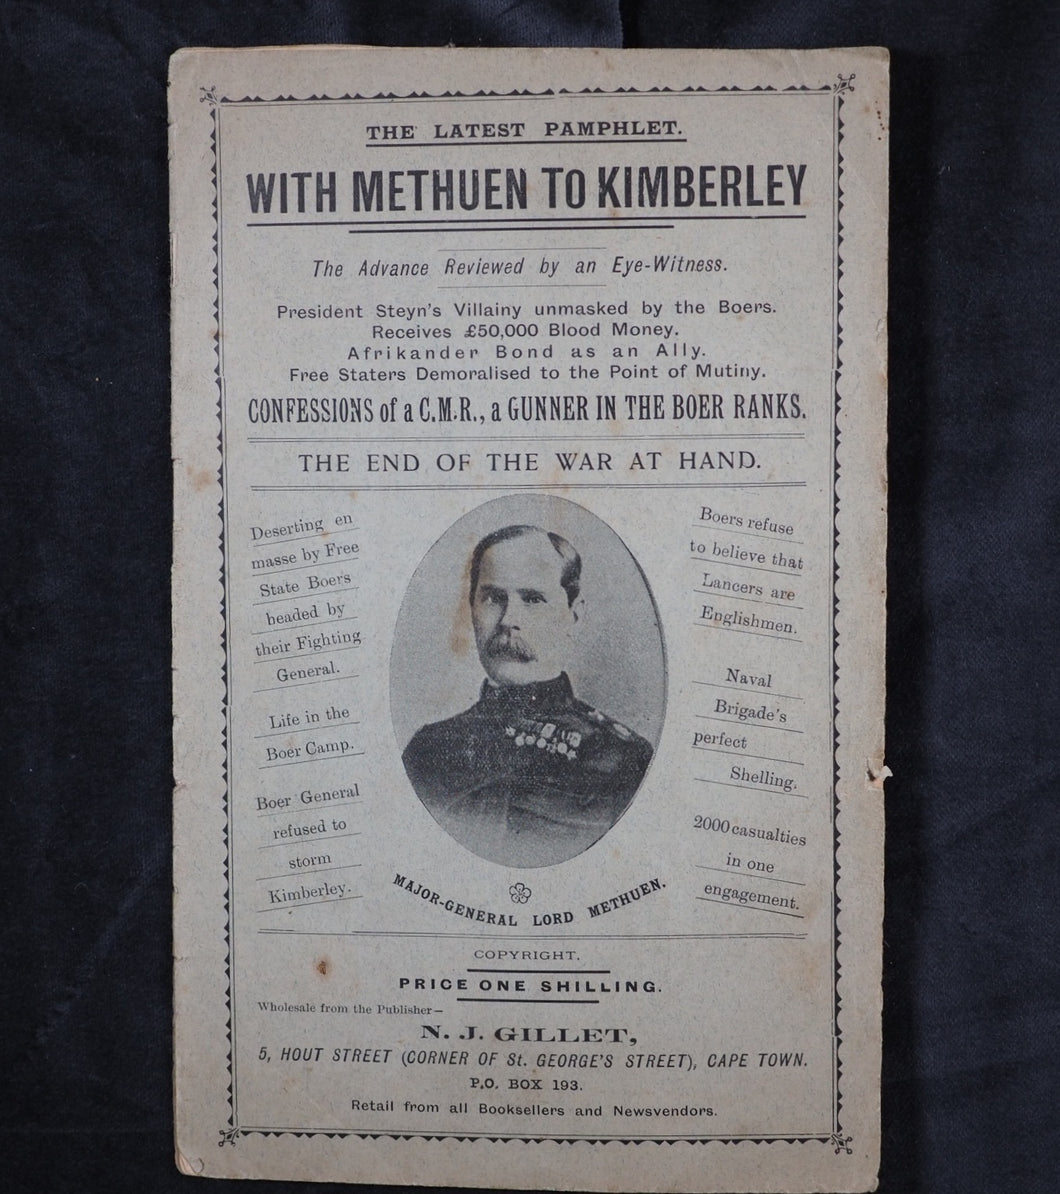 THE LATEST PAMPHLET.
WITH METHUEN TO KIMBERLEY
The Advance Reviewed by an Eye-Witness.
President Steyn's Villainy unmasked by the Boers.
Receives £50,000 Blood Money.
Afrikander Bond as an Ally.
Free Staters Demoralised to the Point of Mutiny.
CONFESSIONS of a C.M.R., a GUNNER IN THE BOER RANKS.
THE END OF THE WAR AT HAND.
Deserting en
masse by Free
State Boers
headed by
their Fighting
General.
Life in the
Boer Camp.
Boer General
refused to
storm
Kimberley.
Boers refuse
to believe that
Lancers are
Englishmen.
Naval
Brigade's
perfect
Shelling.
2000 casualties
in one
engagement.
MAJOR-GENERAL LORD METHUEN.
COPYRIGHT.
PRICE ONE SHILLING.
Wholesale from the Publisher—
N. J. GILLET,
5, HOUT STREET (CORNER OF St. GEORGE'S STREET), CAPE TOWN.
P.O. BOX 193.
Retail from all Booksellers and Newsvendors.